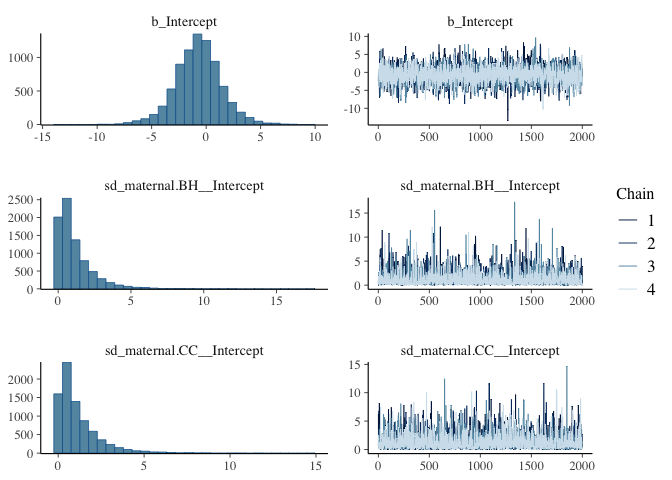 b_Intercept
1000
500
0
-15 -10 -5 0 5 10
b_Intercept
10
5
0
-5
-10
0 500 1000 1500 2000
sd_maternal.BH__Intercept
2500
2000
1500
1000
500
0
0 5 10 15
sd_maternal.BH__Intercept
15
10
5
0
0 500 1000 1500 2000
sd_maternal.CC__Intercept
2000
1500
1000
500
0
0 5 10 15
sd_maternal.CC__Intercept
15
10
5
0
0 500 1000 1500 2000
Chain
1
2
3
4